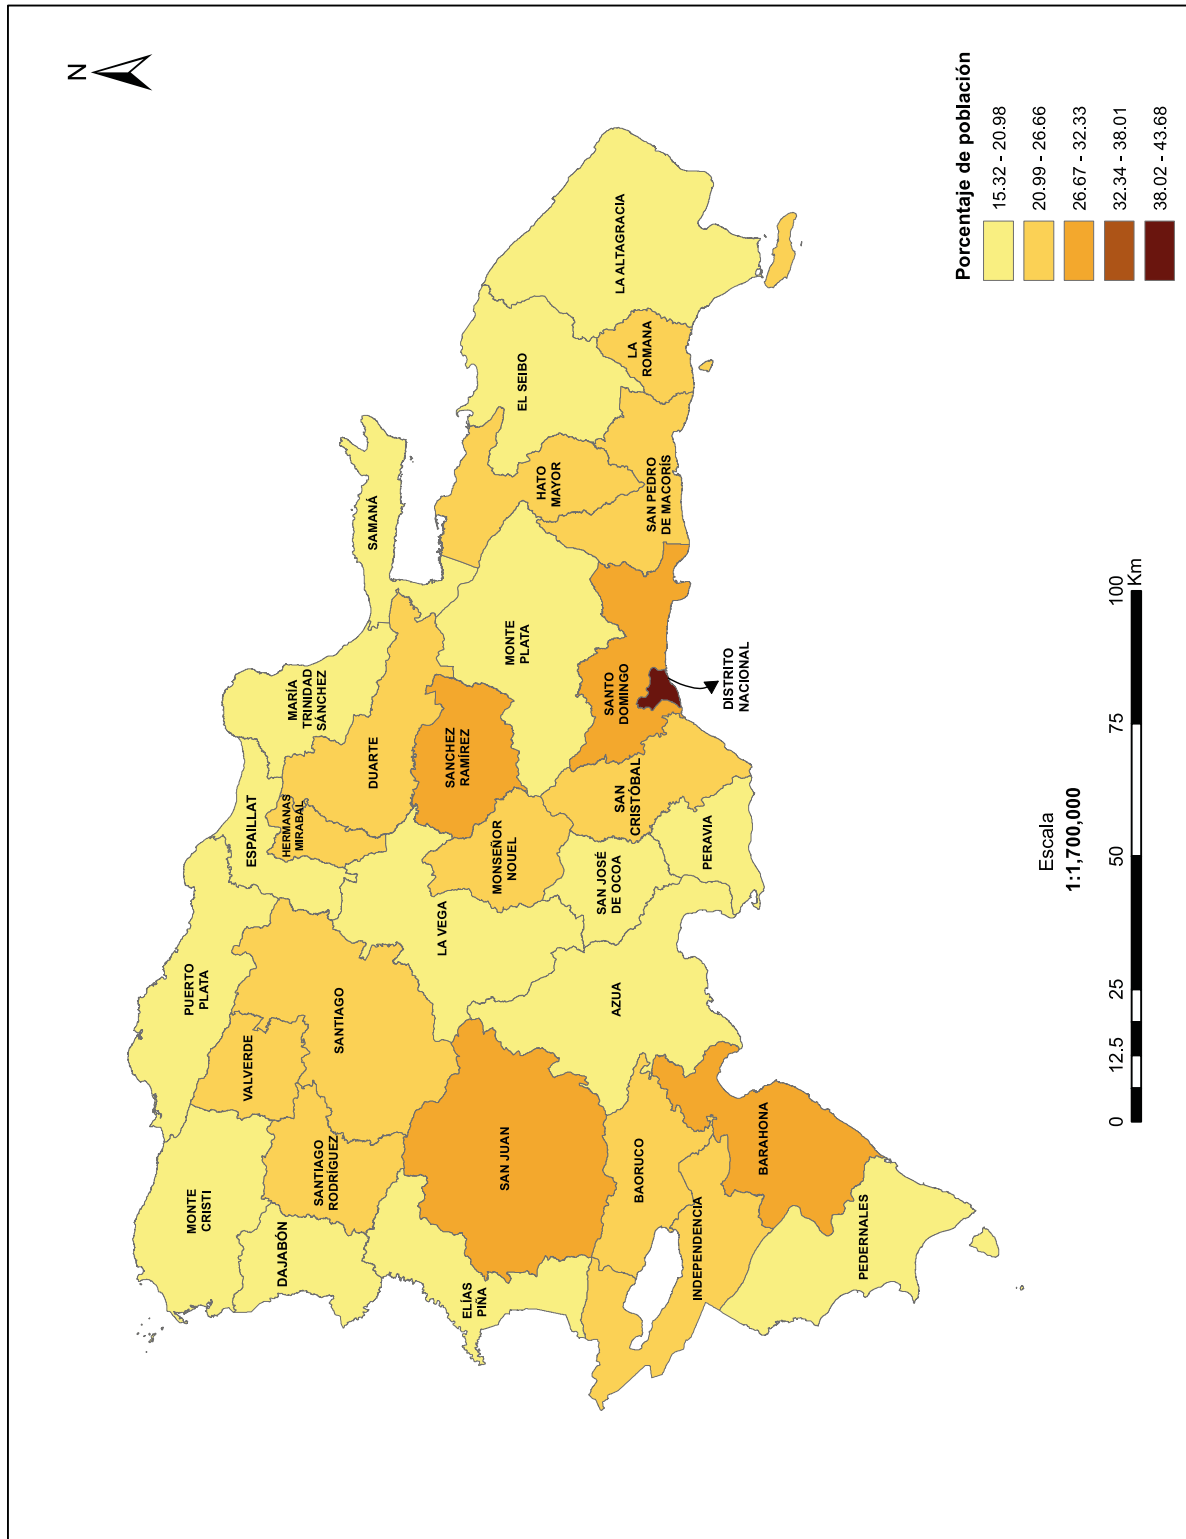 N
PUERTO
PLATA
ESPAILLAT
MONTE
CRISTI
VALVERDE
HERMANAS
MIRABAL
MARÍA
TRINIDAD
SÁNCHEZ
DAJABÓN
SANTIAGO
RODRÍGUEZ
SANTIAGO
DUARTE
SAMANÁ
LA VEGA
SANCHEZ
RAMÍREZ
ELÍAS
PIÑA
SAN JUAN
MONSEÑOR
NOUEL
MONTE
PLATA
EL SEIBO
HATO
MAYOR
LA ALTAGRACIA
AZUA
SAN JOSÉ
DE OCOA
SAN
CRISTÓBAL
SANTO
DOMINGO
SAN PEDRO
DE MACORÍS
LA
ROMANA
BAORUCO
INDEPENDENCIA
PERAVIA
DISTRITO
NACIONAL
BARAHONA
PEDERNALES
Porcentaje de población
15.32 - 20.98
20.99 - 26.66
26.67 - 32.33
32.34 - 38.01
38.02 - 43.68
Escala
1:1,700,000
0 12.5 25 50 75 100
Km